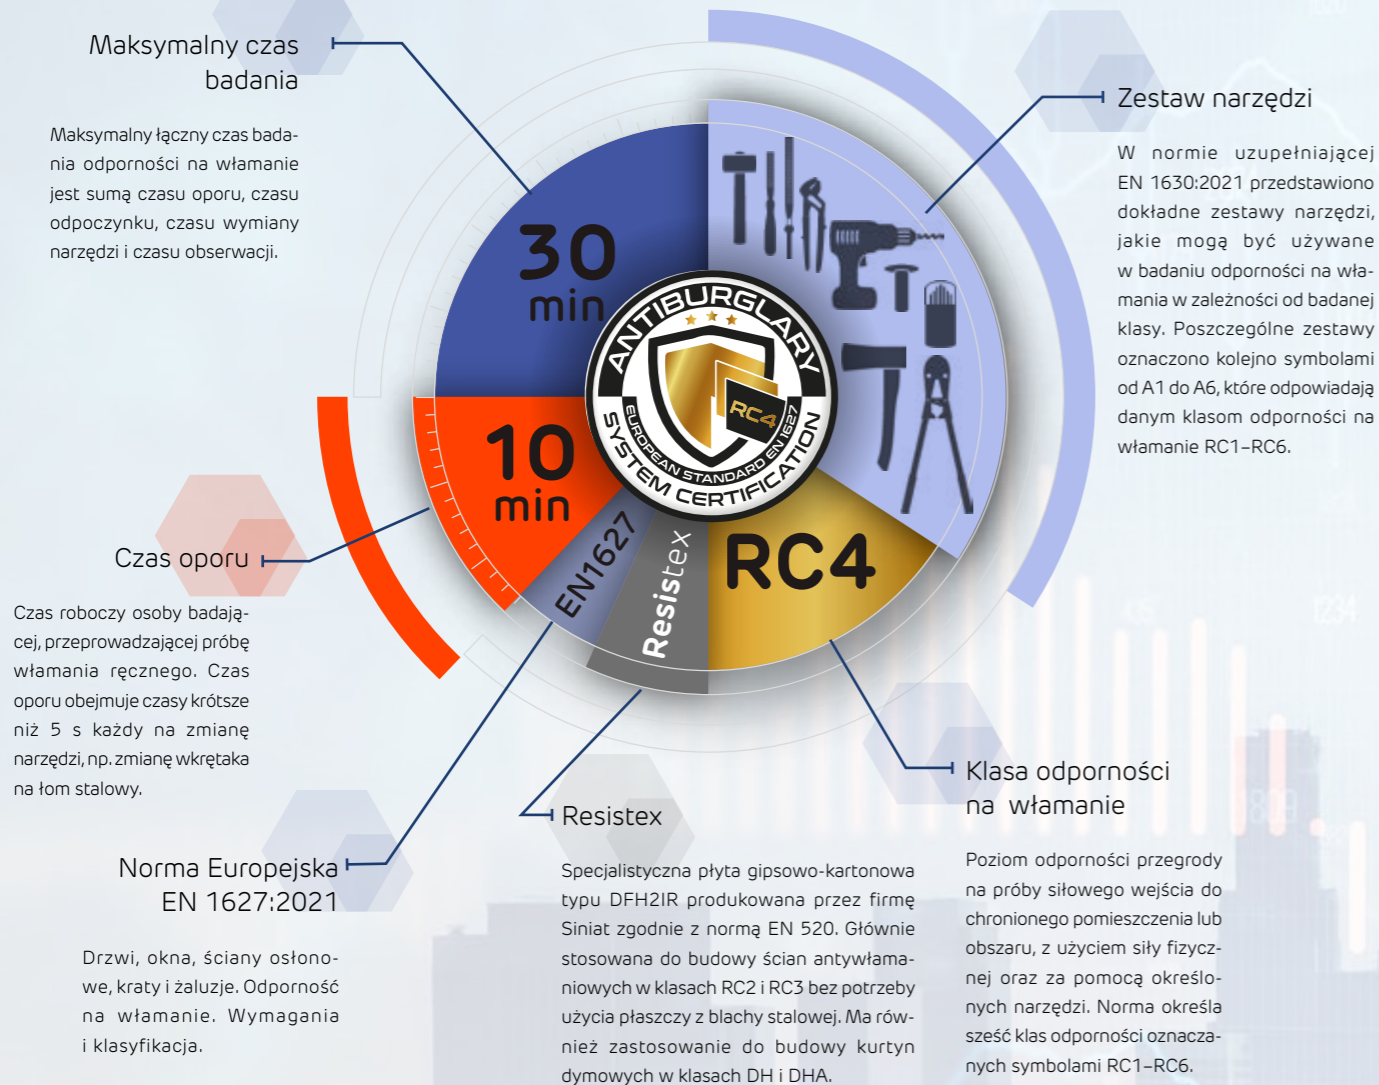 Maksymalny czas
badania
Maksymalny łączny czas bada-
nia odporności na włamanie
jest sumą czasu oporu, czasu
odpoczynku, czasu wymiany
narzędzi i czasu obserwacji.
Zestaw narzędzi
W normie uzupełniającej
EN 1630:2021 przedstawiono
dokładne zestawy narzędzi,
jakie mogą być używane
w badaniu odporności na wła-
mania w zależności od badanej
klasy. Poszczególne zestawy
oznaczono kolejno symbolami
od A1 do A6, które odpowiadają
danym klasom odporności na
włamanie RC1–RC6.
30
min
10
min
EN1627
Resistex
RC4
ANTIBURGLARY
SYSTEM CERTIFICATION
EUROPEAN STANDARD EN 1627
RC4
Czas oporu
Czas roboczy osoby badają-
cej, przeprowadzającej próbę
włamania ręcznego. Czas
oporu obejmuje czasy krótsze
niż 5 s każdy na zmianę
narzędzi, np. zmianę wkrętaka
na łom stalowy.
Norma Europejska
EN 1627:2021
Drzwi, okna, ściany osłono-
we, kraty i żaluzje. Odporność
na włamanie. Wymagania
i klasyfikacja.
Resistex
Specjalistyczna płyta gipsowo-kartonowa
typu DFH2IR produkowana przez firmę
Siniat zgodnie z normą EN 520. Głównie
stosowana do budowy ścian antywłama-
niowych w klasach RC2 i RC3 bez potrzeby
użycia płaszczy z blachy stalowej. Ma rów-
nież zastosowanie do budowy kurtyn
dymowych w klasach DH i DHA.
Klasa odporności
na włamanie
Poziom odporności przegrody
na próby siłowego wejścia do
chronionego pomieszczenia lub
obszaru, z użyciem siły fizycz-
nej oraz za pomocą określo-
nych narzędzi. Norma określa
sześć klas odporności oznacza-
nych symbolami RC1–RC6.
1234